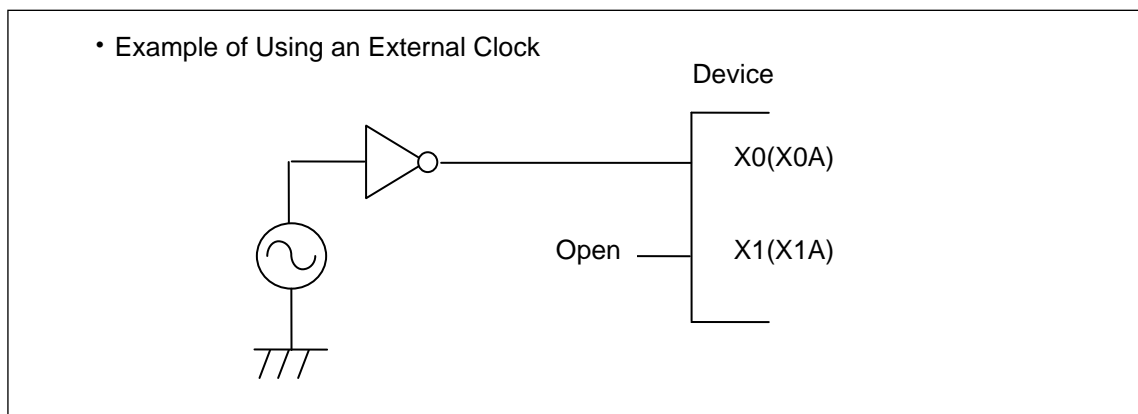 • Example of Using an External Clock
Device
X0(X0A)
Open
X1(X1A)